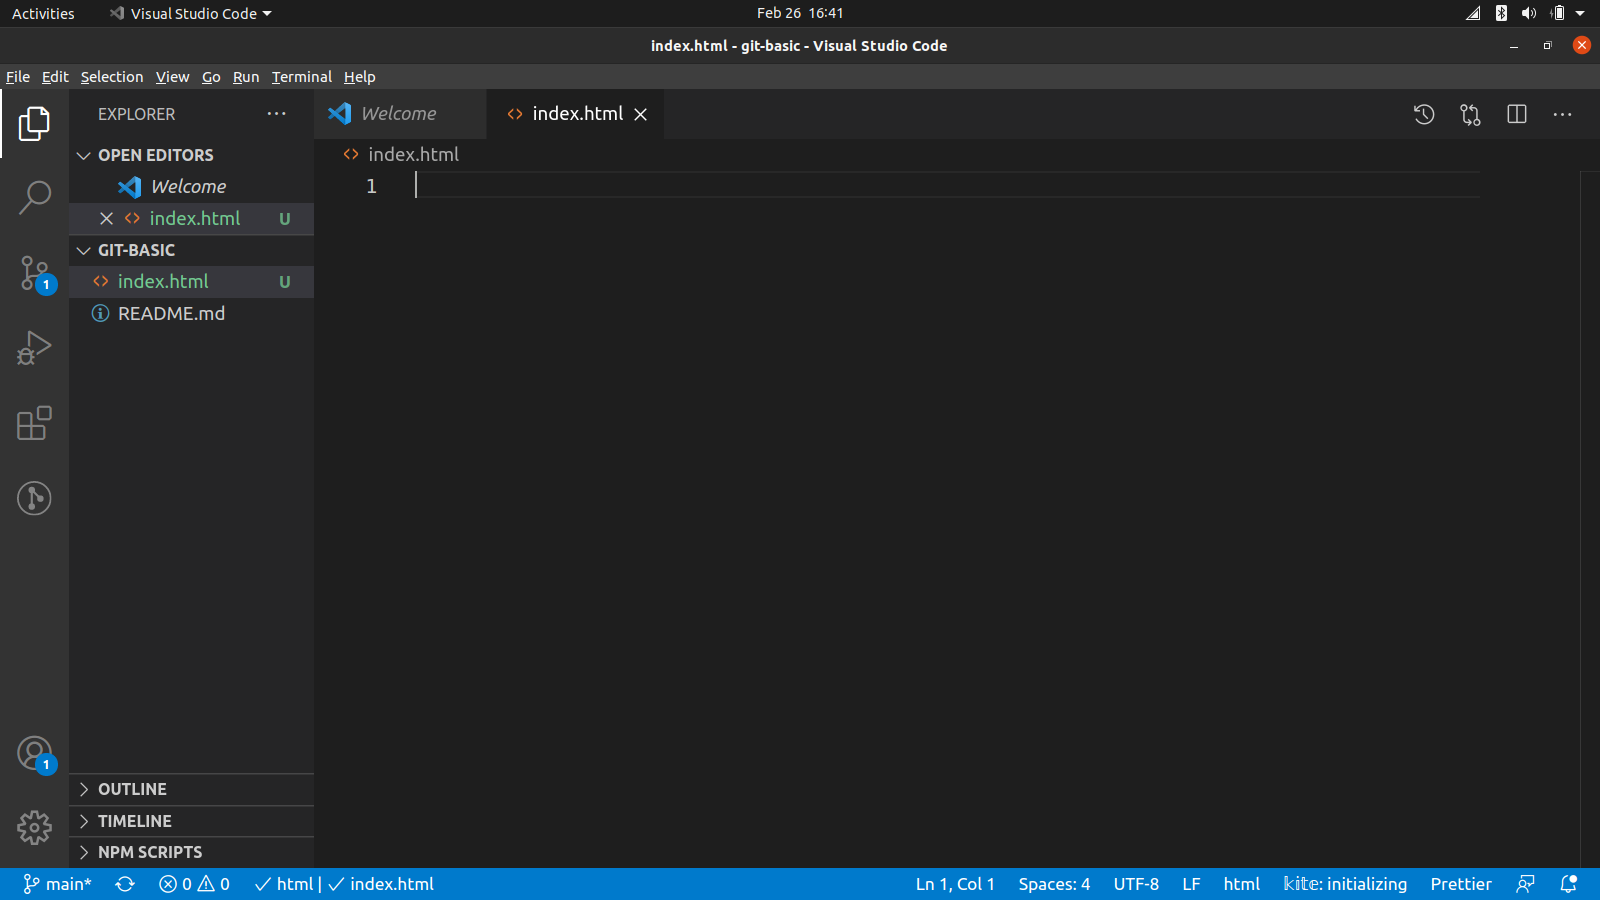 Activities Visual Studio Code Feb 26 16:41
index.html - git-basic - Visual Studio Code
File Edit Selection View Go Run Terminal Help
EXPLORER
Welcome index.html
OPEN EDITORS
Welcome
index.html U
GIT-BASIC
index.html U
README.md
index.html
1
1
1
OUTLINE
TIMELINE
NPM SCRIPTS
main* 0 0 html | index.html Ln 1, Col 1 Spaces: 4 UTF-8 LF html kite: initializing Prettier